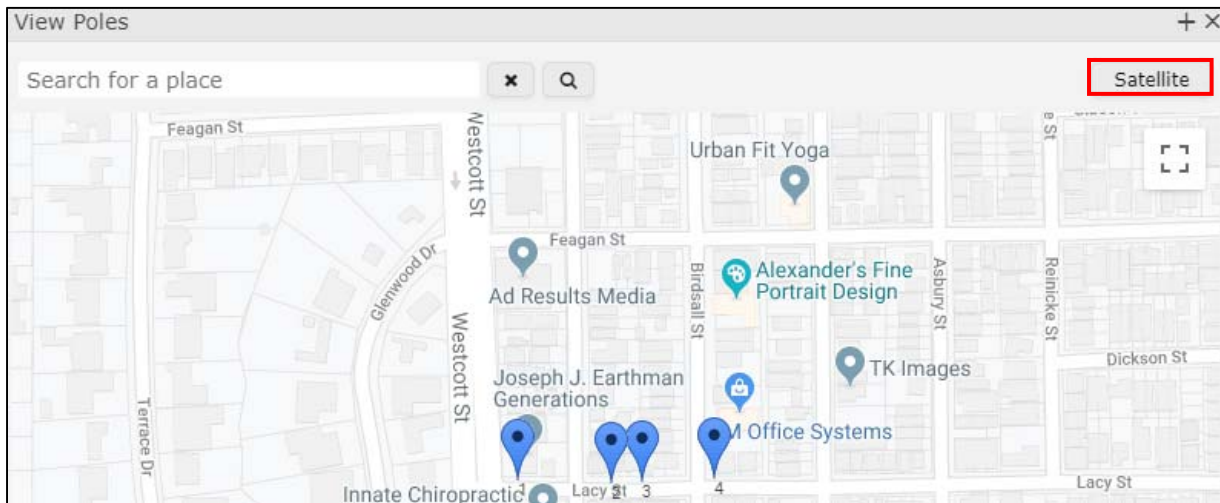 View Poles
Search for a place
Satellite
Feagan St
Westcott St
Urban Fit Yoga
Feagan St
Glenwood Dr
Ad Results Media
Birdsall St
Alexander's Fine
Portrait Design
Asbury St
Reinicke St
Westcott St
Dickson St
TK Images
Joseph J. Earthman
Generations
Terrace Dr
M Office Systems
1
2
3
4
Innate Chiropractic
Lacy St
Lacy St